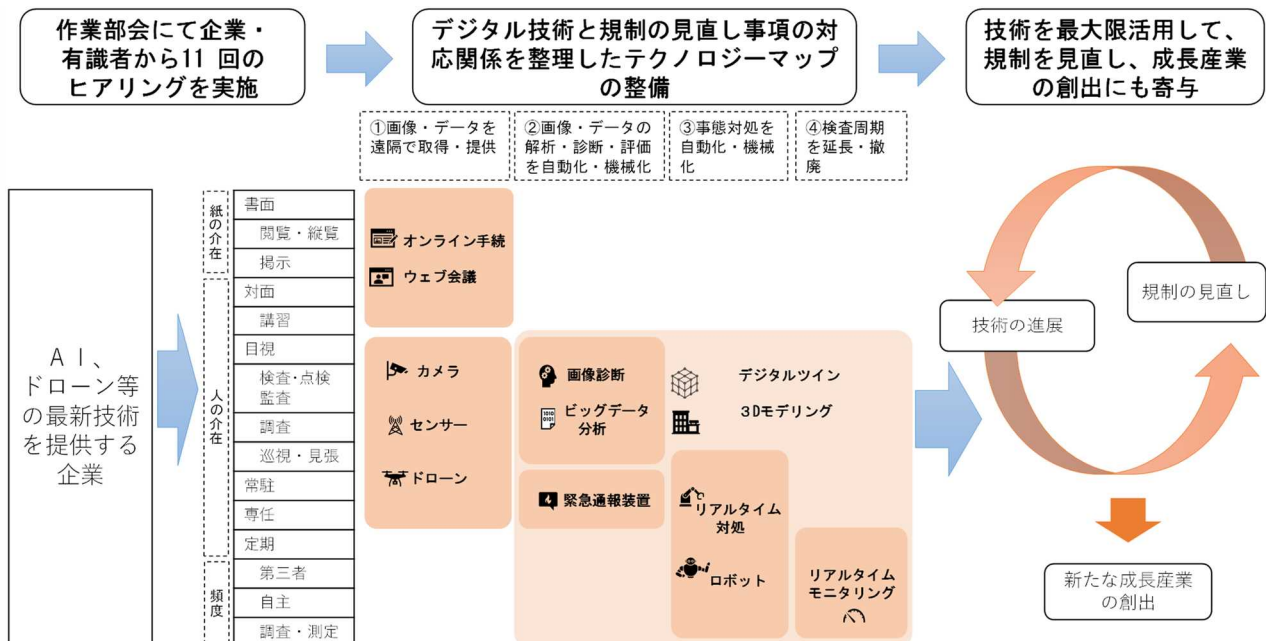 作業部会にて企業・
有識者から11 回の
ヒアリングを実施
デジタル技術と規制の見直し事項の対
応関係を整理したテクノロジーマップ
の整備
技術を最大限活用して、
規制を見直し、成長産業
の創出にも寄与
①画像・データを
遠隔で取得・提供
②画像・データの
解析・診断・評価
を自動化・機械化
③事態対処を
自動化・機械
化
④検査周期
を延長・撤
廃
ＡＩ、
ドローン等
の最新技術
を提供する
企業
紙の介在
人の介在
頻度
書面
閲覧・縦覧
掲示
対面
講習
目視
検査・点検
監査
調査
巡視・見張
常駐
専任
定期
第三者
自主
調査・測定
オンライン手続
ウェブ会議
カメラ
センサー
ドローン
画像診断
ビッグデータ
分析
1010
0101
緊急通報装置
デジタルツイン
３Dモデリング
リアルタイム
対処
ロボット
リアルタイム
モニタリング
技術の進展
規制の見直し
新たな成長産業
の創出